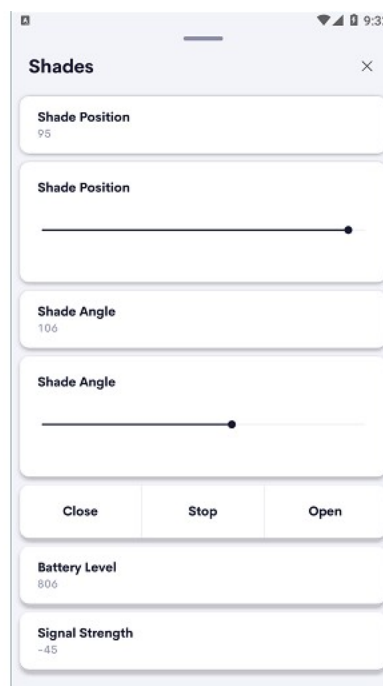 9:3
Shades
Shade Position
95
Shade Position
Shade Angle
106
Shade Angle
Close Stop Open
Battery Level
806
Signal Strength
-45